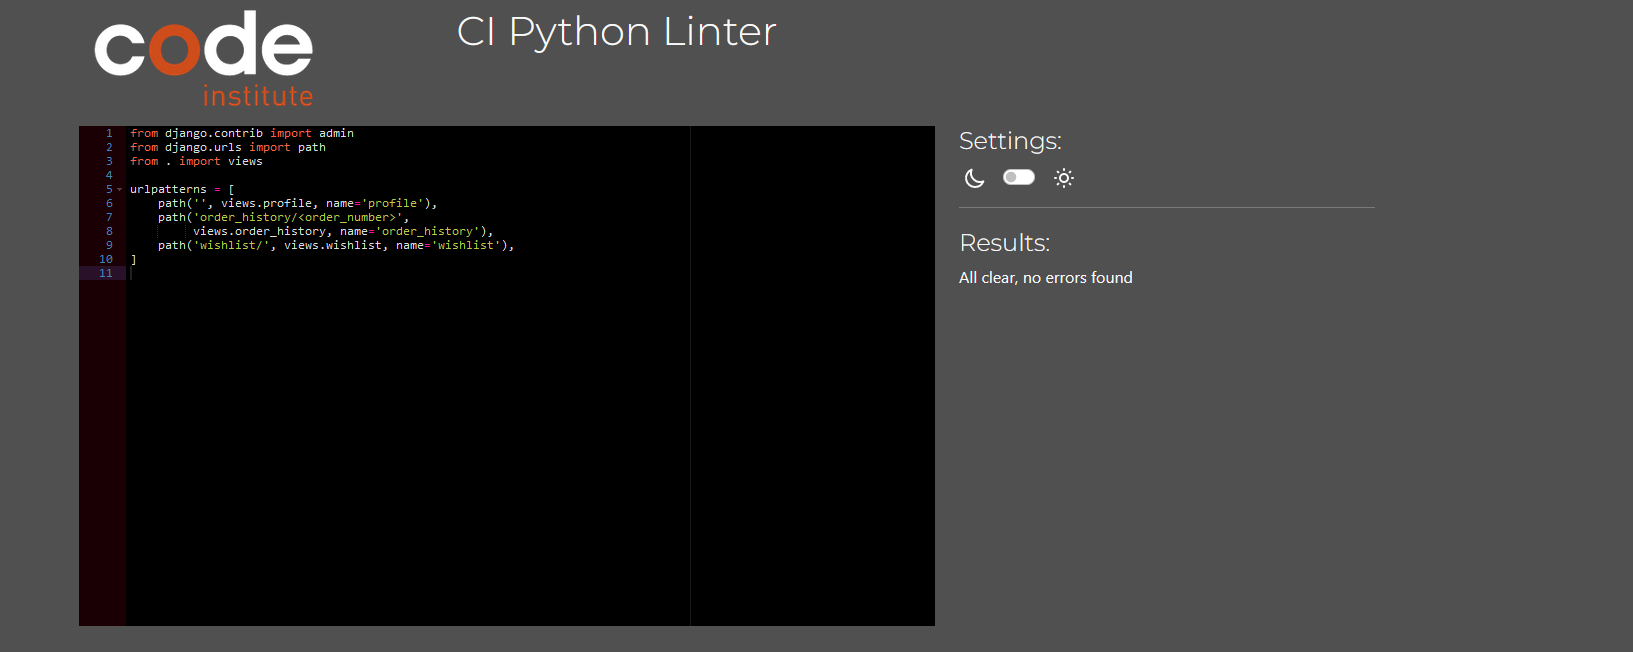 code
institute
CI Python Linter
1 from django.contrib import admin
2 from django.urls import path
3 from . import views
4
5 urlpatterns = [
6     path('', views.profile, name='profile'),
7     path('order_history/<order_number>',
8          views.order_history, name='order_history'),
9     path('wishlist/', views.wishlist, name='wishlist'),
10 ]
11
Settings:
Results:
All clear, no errors found